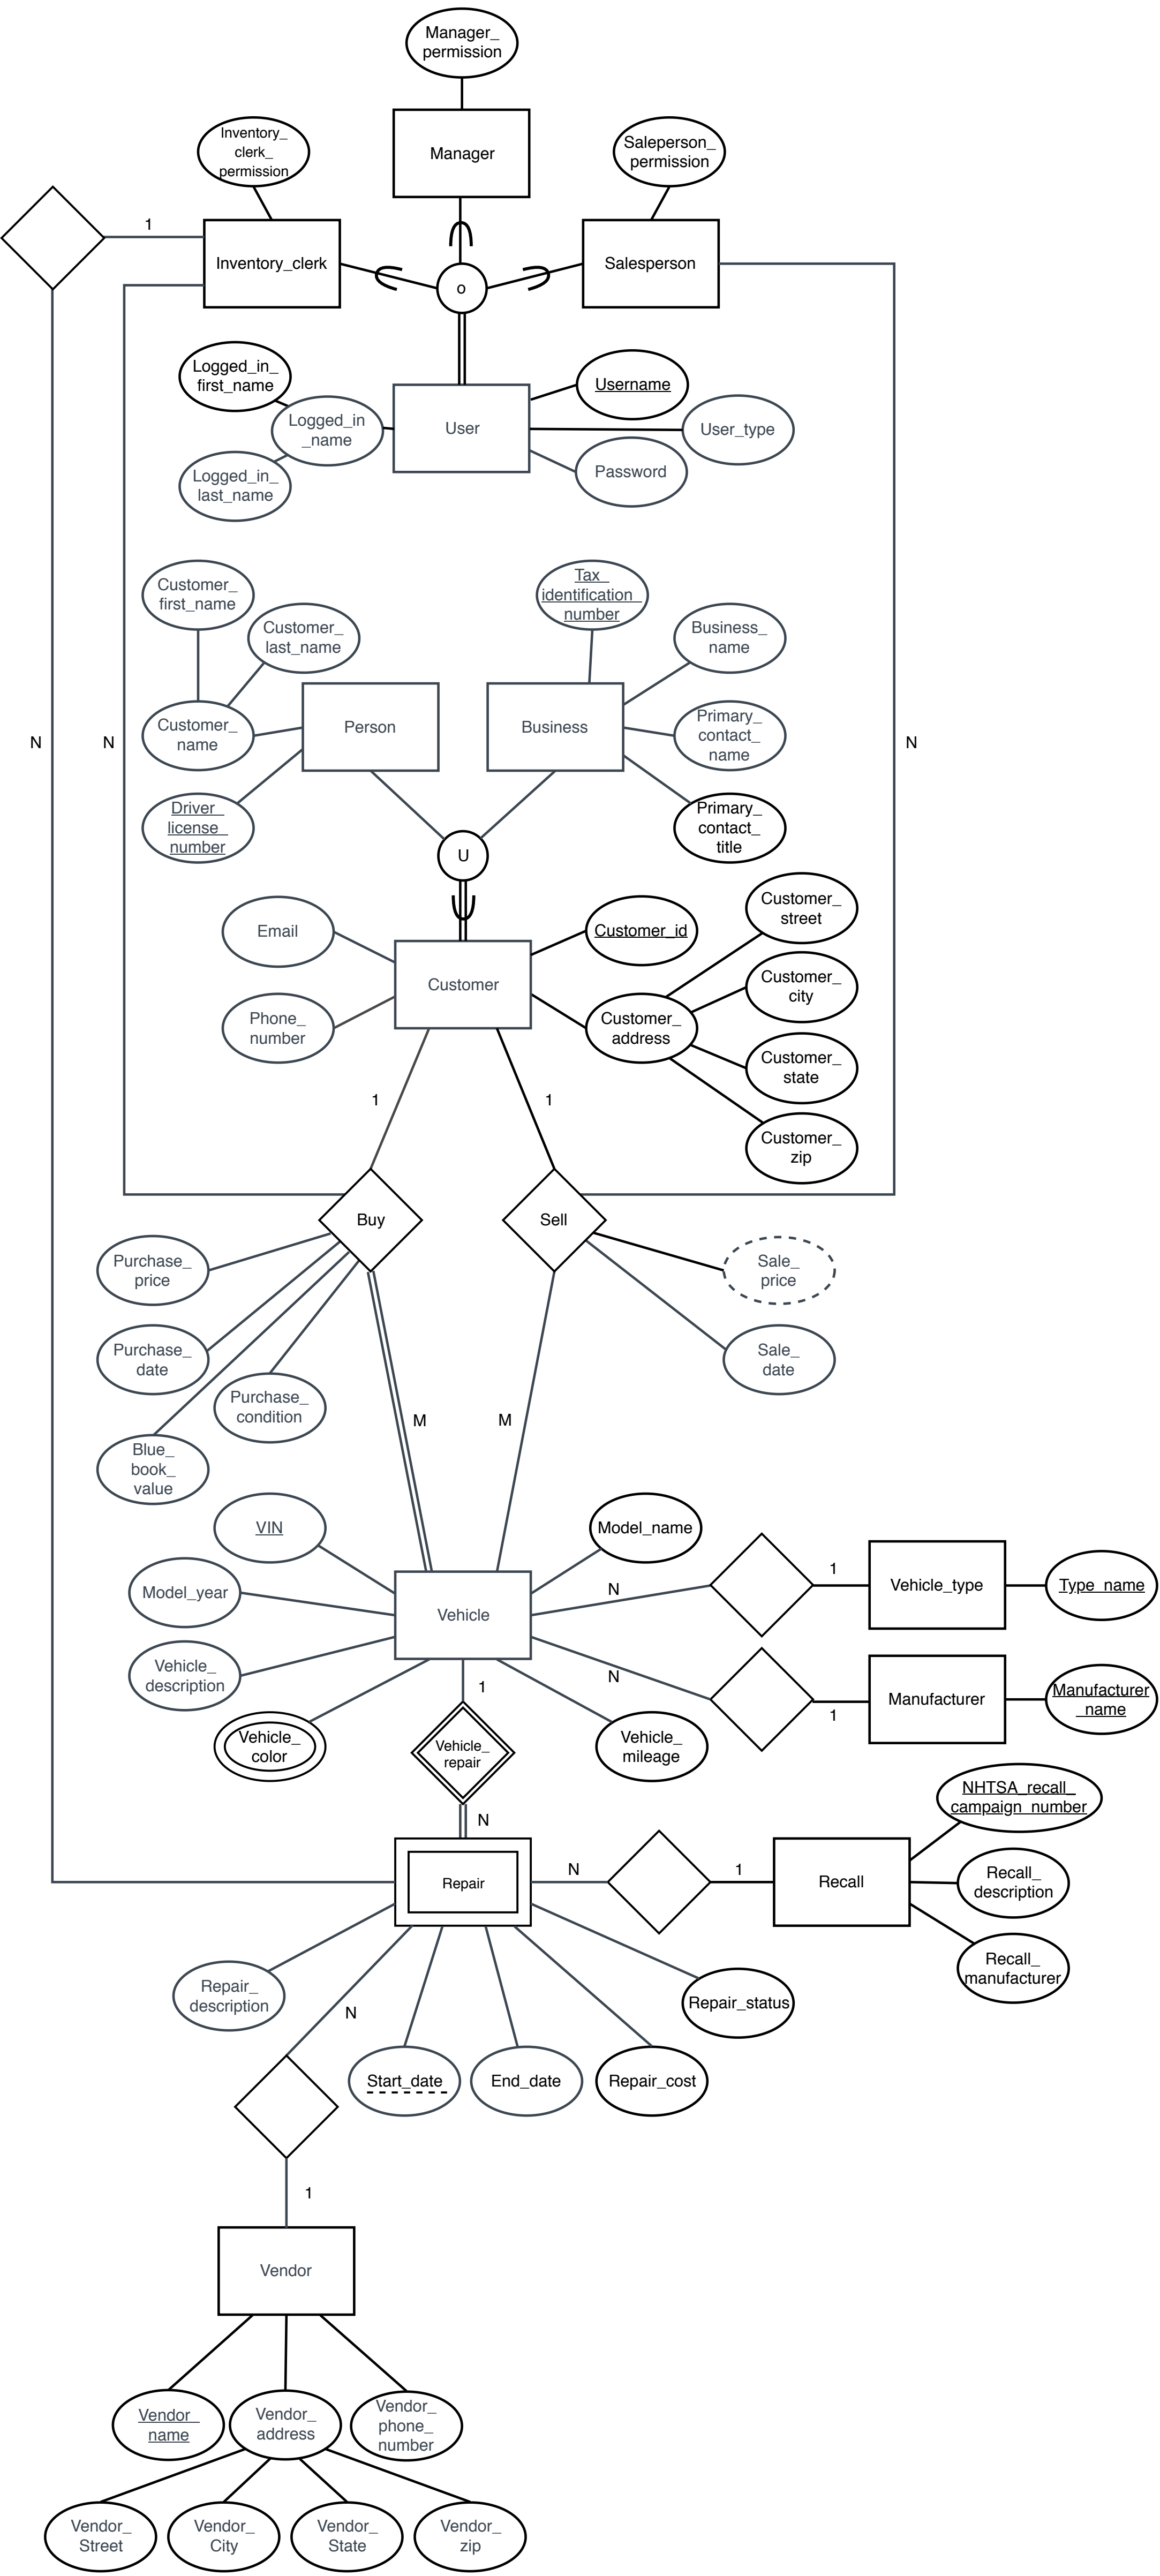 Manager_
permission
Manager
Inventory_
clerk_
permission
Saleperson_
permission
1
Inventory_clerk
Salesperson
o
Logged_in_
first_name
Logged_in
_name
Logged_in_
last_name
User
Username
User_type
Password
Customer_
first_name
Customer_
last_name
Customer_
name
Driver_
license_
number
Person
Tax_
identification_
number
Business
Business_
name
Primary_
contact_
name
Primary_
contact_
title
N
N
N
U
Email
Phone_
number
Customer
Customer_id
Customer_
address
Customer_
street
Customer_
city
Customer_
state
Customer_
zip
1
1
Buy
Sell
Purchase_
price
Purchase_
date
Purchase_
condition
Blue_
book_
value
Sale_
price
Sale_
date
M
M
VIN
Model_year
Vehicle_
description
Vehicle_
color
Vehicle
Model_name
N
1
Vehicle_type
Type_name
N
1
Manufacturer
Manufacturer
_name
1
Vehicle_
repair
Vehicle_
mileage
N
Repair
N
1
Recall
NHTSA_recall_
campaign_number
Recall_
description
Recall_
manufacturer
Repair_
description
N
Start_date
End_date
Repair_cost
Repair_status
1
Vendor
Vendor_
name
Vendor_
address
Vendor_
phone_
number
Vendor_
Street
Vendor_
City
Vendor_
State
Vendor_
zip